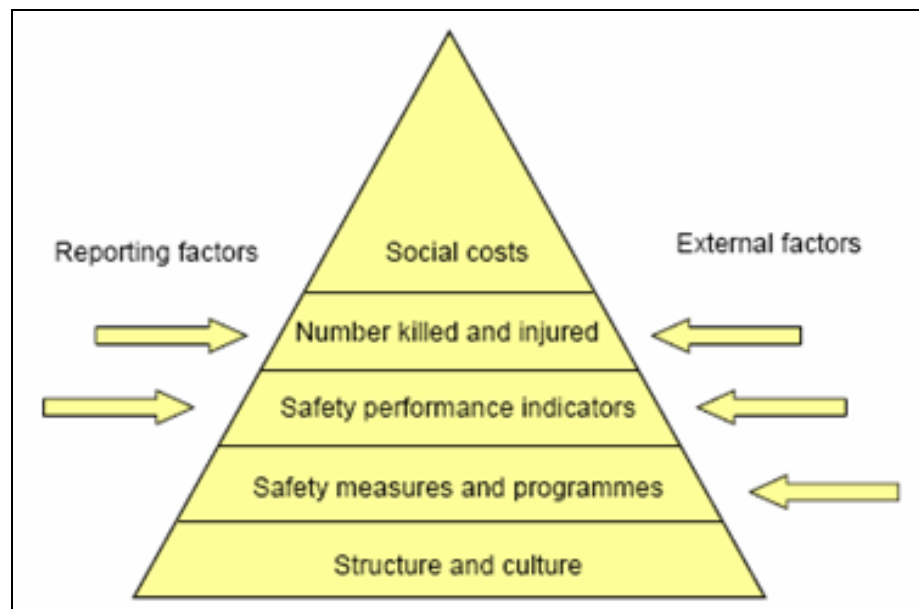 Social costs
Reporting factors
External factors
Number killed and injured
Safety performance indicators
Safety measures and programmes
Structure and culture